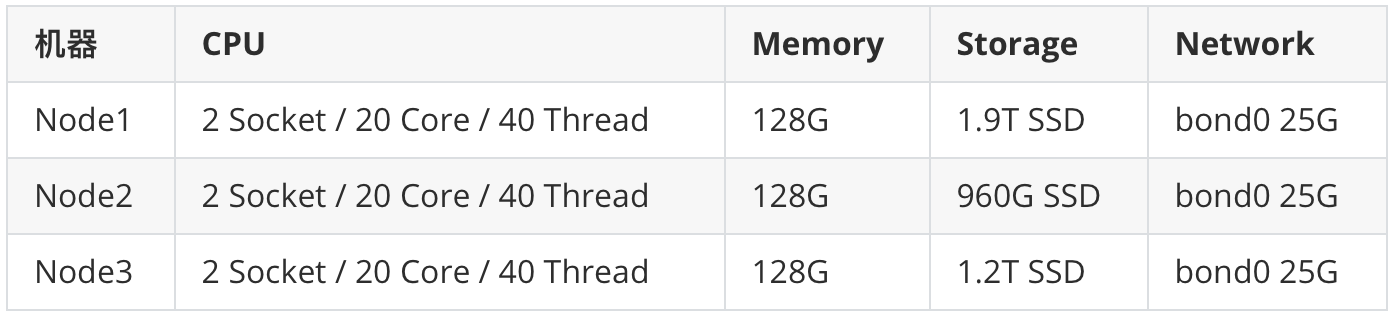 机器 CPU Memory Storage Network
Node1 2 Socket / 20 Core / 40 Thread 128G 1.9T SSD bond0 25G
Node2 2 Socket / 20 Core / 40 Thread 128G 960G SSD bond0 25G
Node3 2 Socket / 20 Core / 40 Thread 128G 1.2T SSD bond0 25G